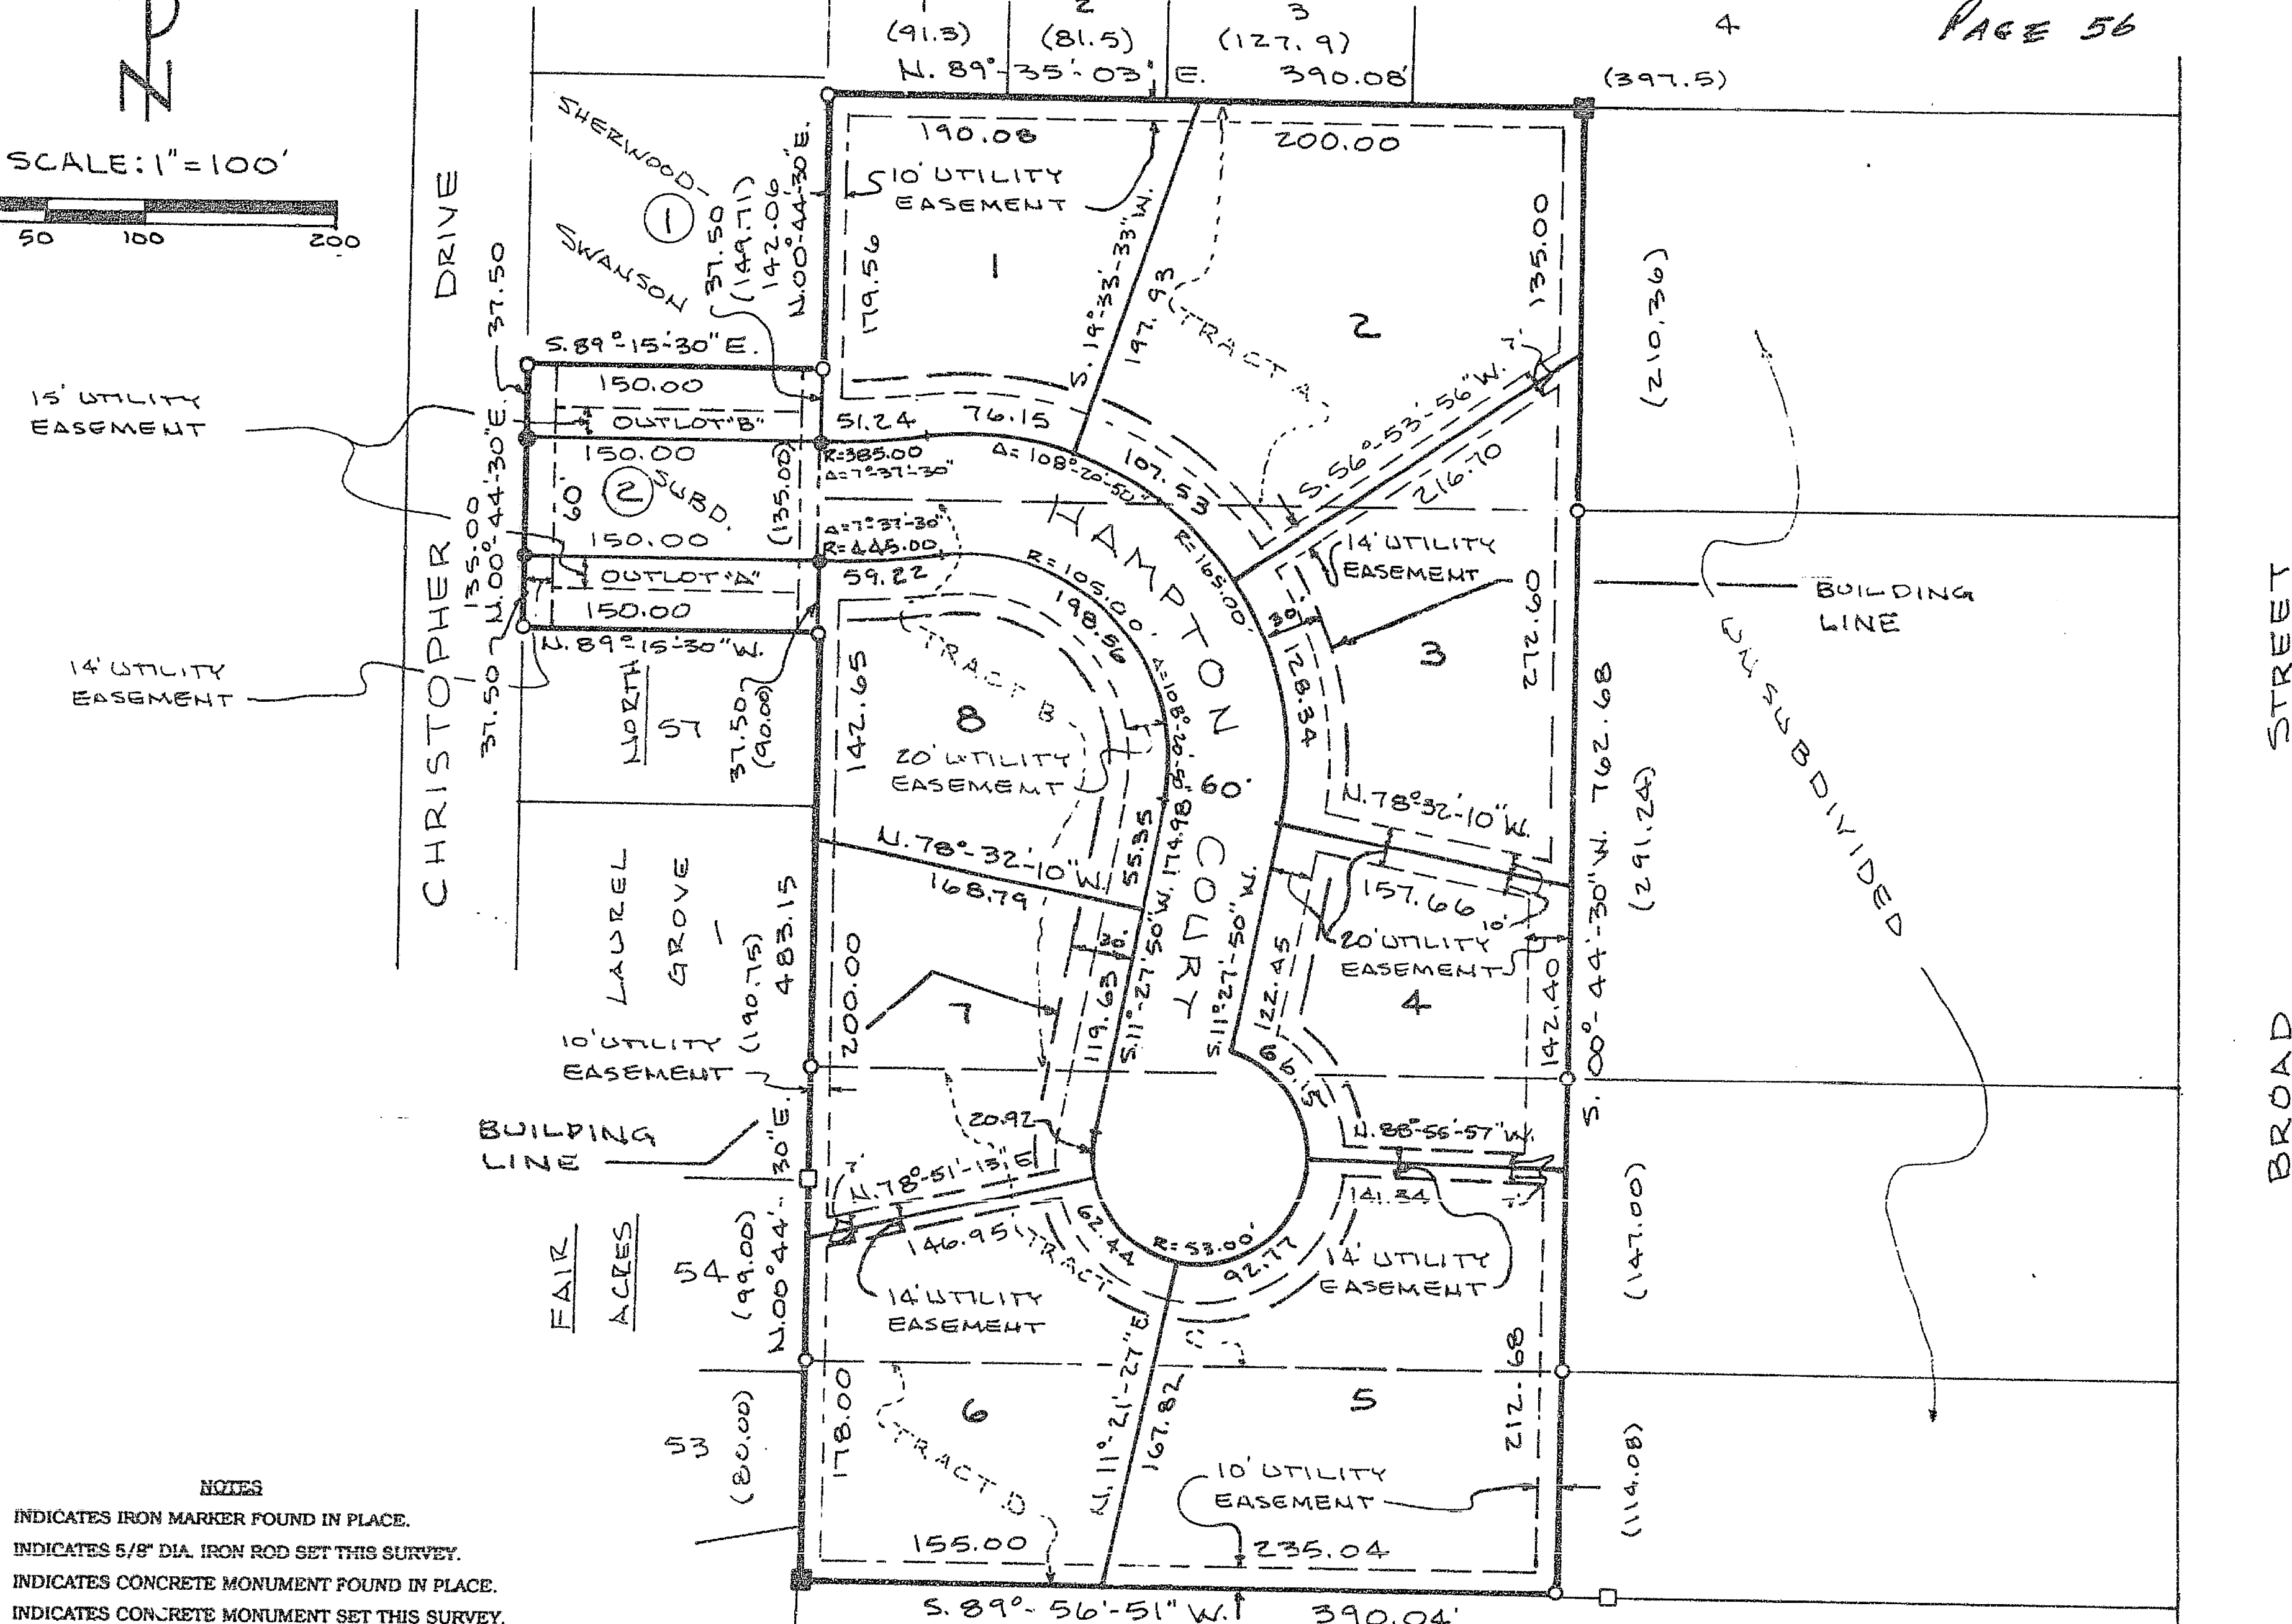 PAGE 56
N
SCALE: 1"=100'
50 100 200
2 3 4
(91.3) (81.5) (127.9) (397.5)
N. 89°-35'-03" E. 390.08'
190.08 200.00
10' UTILITY
EASEMENT
SHERWOOD-
SWANSON
1
2 SUBD.
37.50
(149.71)
142.06
N.00°-44'-30"E.
179.56
1
S. 19°-33'-33" W.
197.93
TRACT A
2
135.00
(210.36)
7'
S. 56°-53'-56" W.
216.70
DRIVE
CHRISTOPHER
37.50
S. 89°-15'-30" E.
150.00
OUTLOT "B"
150.00
60'
150.00
OUTLOT "A"
150.00
N. 89°-15'-30" W.
15' UTILITY
EASEMENT
14' UTILITY
EASEMENT
135.00
N.00°-44'-30"E.
37.50
(135.00)
51.24 76.15
R=385.00
Δ=7°-37'-30"
Δ=108°-20'-50"
107.53
R=165.00'
Δ=7°-37'-30"
R=445.00
59.22
R=105.00'
198.56
Δ=108°-20'-50"
HAMPTON COURT
60'
14' UTILITY
EASEMENT
30'
128.34
3
272.60
BUILDING
LINE
UNSUBDIVIDED
BROAD STREET
NORTH
57
37.50
(90.00)
142.65
TRACT B
8
20' UTILITY
EASEMENT
N. 78°-32'-10" W.
168.79
55.35
S. 11°-27'-50" W. 174.98'
N. 78°-32'-10" W.
157.66
10'
20' UTILITY
EASEMENT
4
142.40
S. 00°-44'-30" W. 762.68
(291.24)
LAUREL
GROVE
-
(190.75)
483.15
200.00
7
30'
119.63
S. 11°-27'-50" W.
122.45
66.15
10' UTILITY
EASEMENT
BUILDING
LINE
20.92
7'
N. 78°-51'-13" E.
146.95
N. 88°-55'-57" W.
141.34
7'
FAIR
ACRES
54
(99.00)
N.00°44'-30"E.
14' UTILITY
EASEMENT
TRACT C
62.44
R=53.00'
92.77
14' UTILITY
EASEMENT
(147.00)
53
(80.00)
178.00
6
TRACT D
N. 11°-21'-27" E.
167.82
5
212.68
10' UTILITY
EASEMENT
(114.08)
155.00 235.04
S. 89°-56'-51" W. 390.04'
NOTES
INDICATES IRON MARKER FOUND IN PLACE.
INDICATES 5/8" DIA. IRON ROD SET THIS SURVEY.
INDICATES CONCRETE MONUMENT FOUND IN PLACE.
INDICATES CONCRETE MONUMENT SET THIS SURVEY.